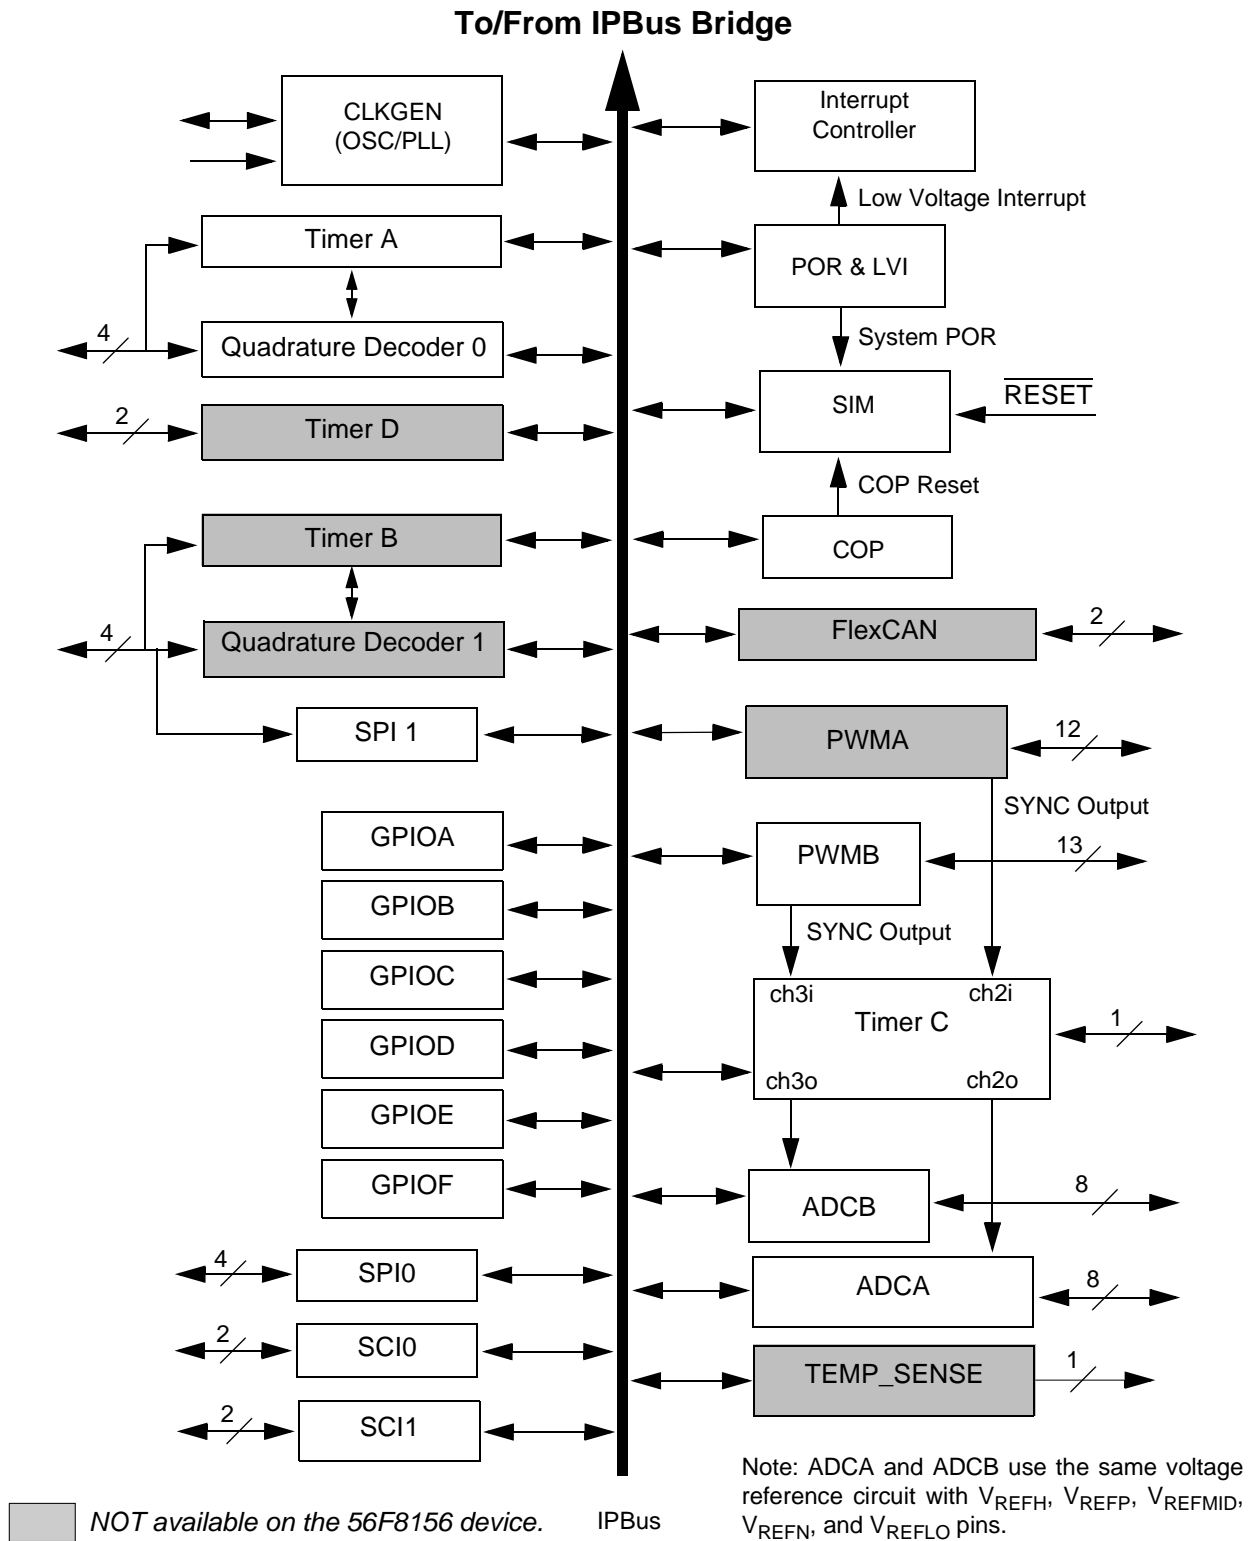 To/From IPBus Bridge
CLKGEN
(OSC/PLL)
Timer A
4
Quadrature Decoder 0
2
Timer D
Timer B
4
Quadrature Decoder 1
SPI 1
GPIOA
GPIOB
GPIOC
GPIOD
GPIOE
GPIOF
4
SPI0
2
SCI0
2
SCI1
Interrupt
Controller
Low Voltage Interrupt
POR & LVI
System POR
SIM
RESET
COP Reset
COP
FlexCAN
2
PWMA
12
SYNC Output
PWMB
13
SYNC Output
ch3i
ch2i
Timer C
1
ch3o
ch2o
ADCB
8
ADCA
8
TEMP_SENSE
1
NOT available on the 56F8156 device.
IPBus
Note: ADCA and ADCB use the same voltage
reference circuit with VREFH, VREFP, VREFMID,
VREFN, and VREFLO pins.